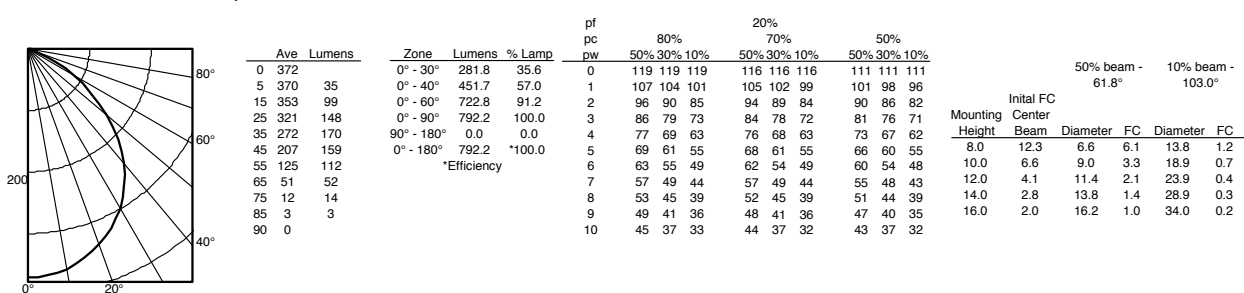 80°
60°
200
40°
0° 20°
Ave Lumens
0 372
5 370 35
15 353 99
25 321 148
35 272 170
45 207 159
55 125 112
65 51 52
75 12 14
85 3 3
90 0
Zone Lumens % Lamp
0° - 30° 281.8 35.6
0° - 40° 451.7 57.0
0° - 60° 722.8 91.2
0° - 90° 792.2 100.0
90° - 180° 0.0 0.0
0° - 180° 792.2 *100.0
*Efficiency
pf 20%
pc 80% 70% 50%
pw 50% 30% 10% 50% 30% 10% 50% 30% 10%
0 119 119 119 116 116 116 111 111 111
1 107 104 101 105 102 99 101 98 96
2 96 90 85 94 89 84 90 86 82
3 86 79 73 84 78 72 81 76 71
4 77 69 63 76 68 63 73 67 62
5 69 61 55 68 61 55 66 60 55
6 63 55 49 62 54 49 60 54 48
7 57 49 44 57 49 44 55 48 43
8 53 45 39 52 45 39 51 44 39
9 49 41 36 48 41 36 47 40 35
10 45 37 33 44 37 32 43 37 32
50% beam - 10% beam -
61.8° 103.0°
Inital FC
Mounting Center
Height Beam Diameter FC Diameter FC
8.0 12.3 6.6 6.1 13.8 1.2
10.0 6.6 9.0 3.3 18.9 0.7
12.0 4.1 11.4 2.1 23.9 0.4
14.0 2.8 13.8 1.4 28.9 0.3
16.0 2.0 16.2 1.0 34.0 0.2